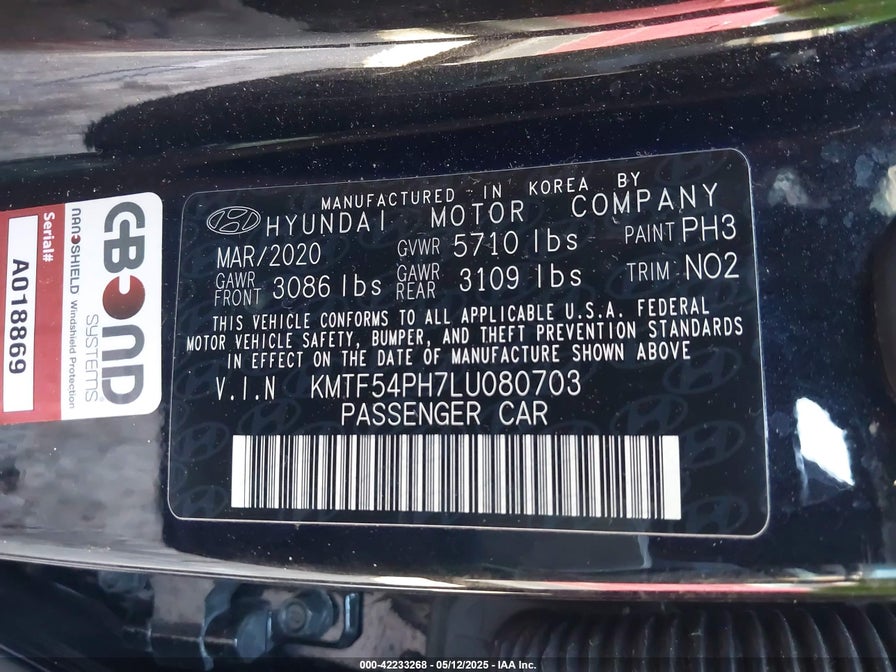 MANUFACTURED IN KOREA BY
HYUNDAI MOTOR COMPANY
MAR/2020 GVWR 5710 lbs PAINT PH3
GAWR FRONT 3086 lbs GAWR REAR 3109 lbs TRIM NO2
THIS VEHICLE CONFORMS TO ALL APPLICABLE U.S.A. FEDERAL
MOTOR VEHICLE SAFETY, BUMPER, AND THEFT PREVENTION STANDARDS
IN EFFECT ON THE DATE OF MANUFACTURE SHOWN ABOVE
V.I.N KMTF54PH7LU080703
PASSENGER CAR
GBOND
SYSTEMS
NANOSHIELD Windshield Protection
Serial#
A018869
000-42233268 - 05/12/2025 - IAA Inc.